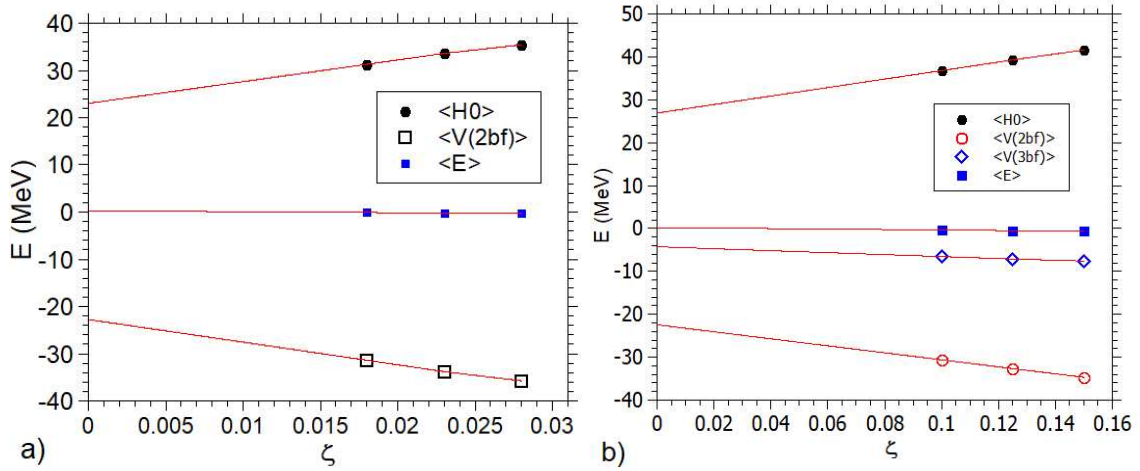 40
30
20
10
0
-10
-20
-30
-40
E (MeV)
<H0>
<V(2bf)>
<E>
0 0.005 0.01 0.015 0.02 0.025 0.03
ζ
a)
50
40
30
20
10
0
-10
-20
-30
-40
E (MeV)
<H0>
<V(2bf)>
<V(3bf)>
<E>
0 0.02 0.04 0.06 0.08 0.1 0.12 0.14 0.16
ζ
b)